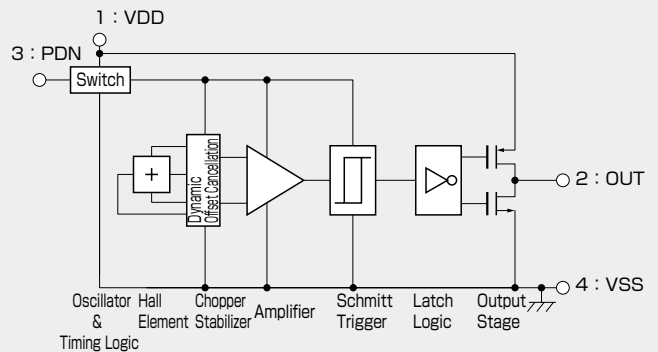 1：VDD
3：PDN
Switch
Dynamic
Offset Cancellation
2：OUT
4：VSS
Oscillator
&
Timing Logic
Hall
Element
Chopper
Stabilizer
Amplifier
Schmitt
Trigger
Latch
Logic
Output
Stage